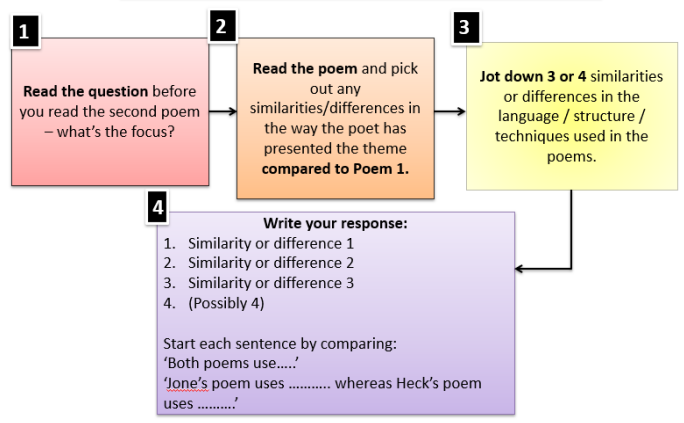 1
Read the question before
you read the second poem
– what's the focus?
2
Read the poem and pick
out any
similarities/differences in
the way the poet has
presented the theme
compared to Poem 1.
3
Jot down 3 or 4 similarities
or differences in the
language / structure /
techniques used in the
poems.
4
Write your response:
1. Similarity or difference 1
2. Similarity or difference 2
3. Similarity or difference 3
4. (Possibly 4)
Start each sentence by comparing:
‘Both poems use…..’
‘Jone’s poem uses ……….. whereas Heck’s poem
uses ……….’